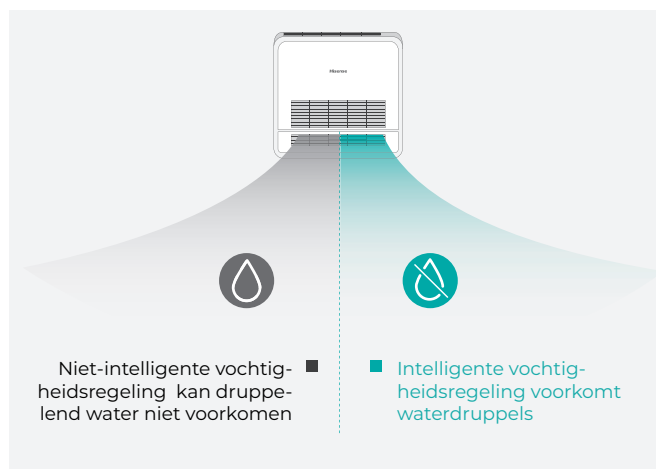 Hisense
Niet-intelligente vochtig-
heidsregeling kan druppe-
lend water niet voorkomen
Intelligente vochtig-
heidsregeling voorkomt
waterdruppels